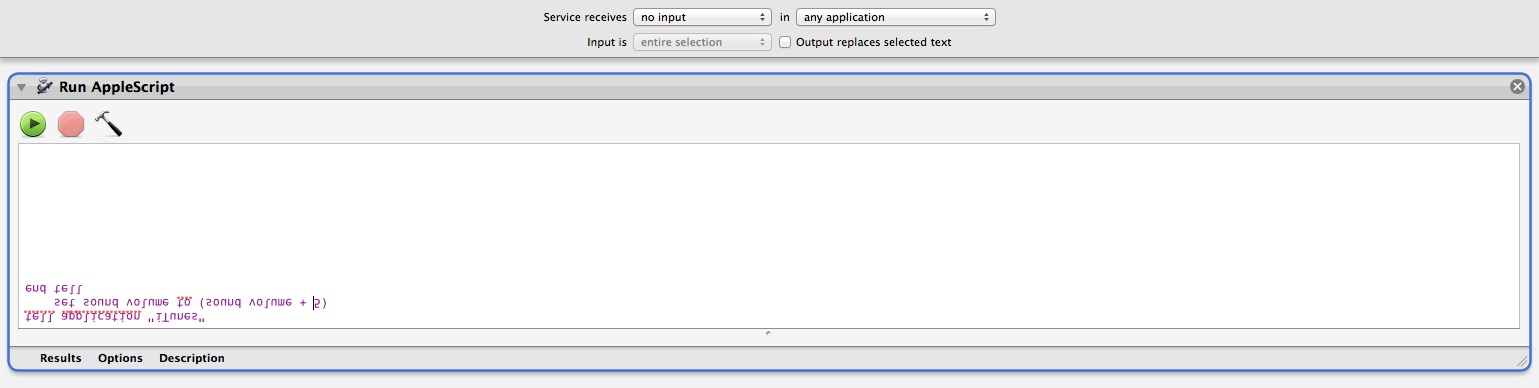 Service receives no input in any application
Input is entire selection Output replaces selected text
Run AppleScript
tell application "iTunes"
set sound volume to (sound volume + 5)
end tell
Results Options Description